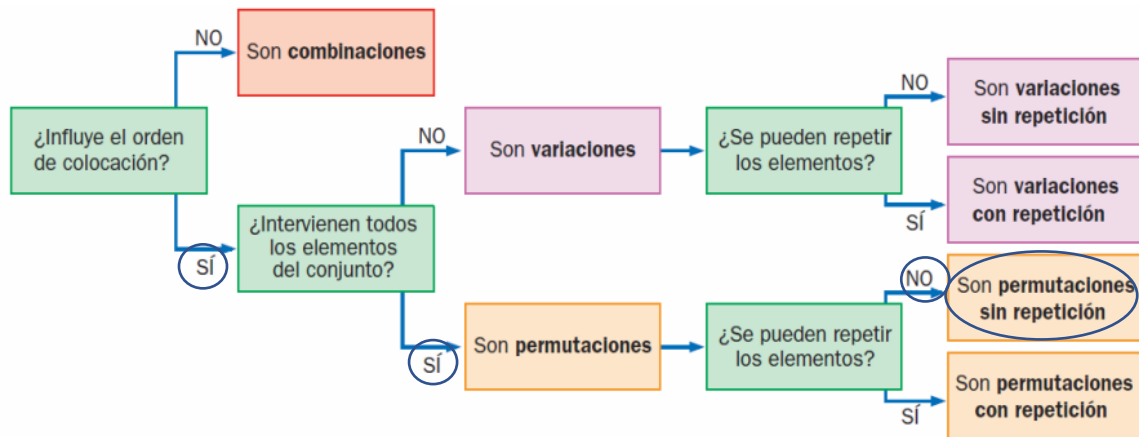 NO
Son combinaciones
¿Influye el orden
de colocación?
SÍ
¿Intervienen todos
los elementos
del conjunto?
NO
Son variaciones
¿Se pueden repetir
los elementos?
NO
Son variaciones
sin repetición
SÍ
Son variaciones
con repetición
SÍ
Son permutaciones
¿Se pueden repetir
los elementos?
NO
Son permutaciones
sin repetición
SÍ
Son permutaciones
con repetición